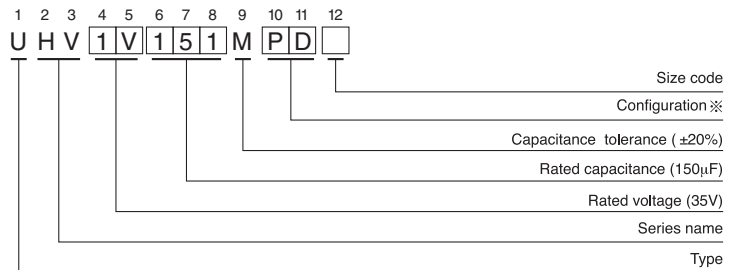 1 2 3 4 5 6 7 8 9 10 11 12
U H V 1 V 1 5 1 M P D
Size code
Configuration ※
Capacitance tolerance ( ±20%)
Rated capacitance (150μF)
Rated voltage (35V)
Series name
Type